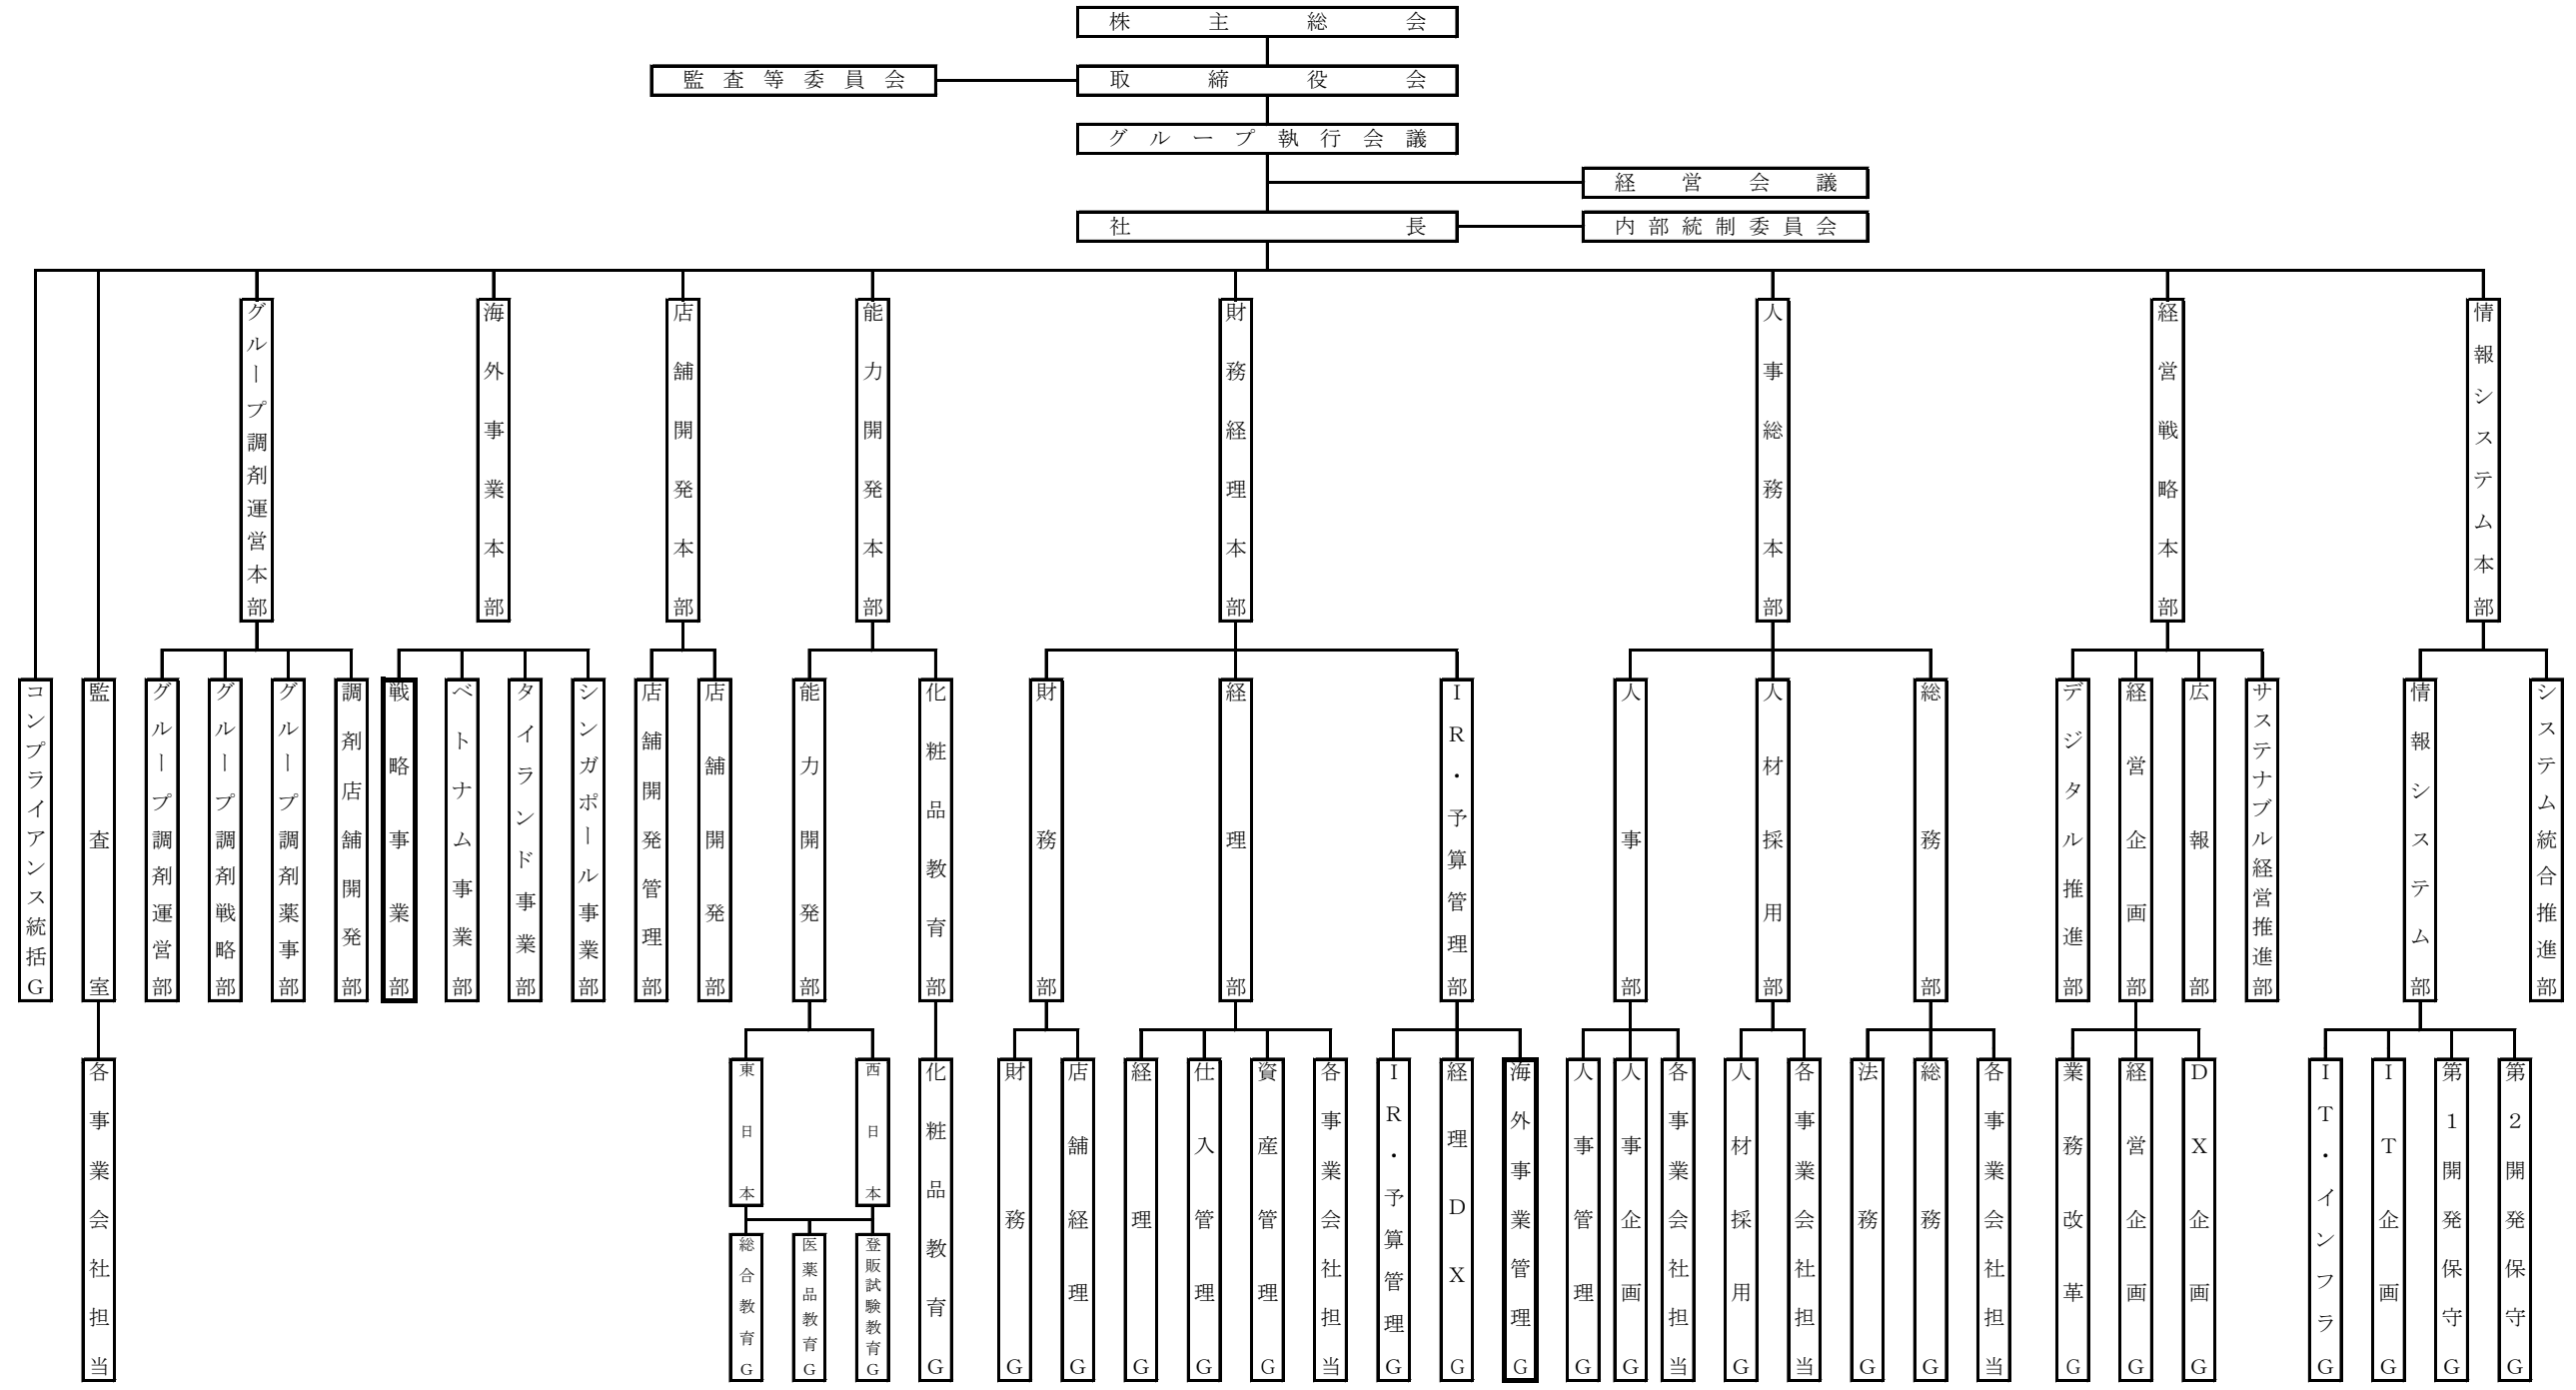 株主総会
監査等委員会
取締役会
グループ執行会議
経営会議
社長
内部統制委員会
グループ調剤運営本部
海外事業本部
店舗開発本部
能力開発本部
財務経理本部
人事総務本部
経営戦略本部
情報システム本部
コンプライアンス統括G
監査室
グループ調剤運営部
グループ調剤戦略部
グループ調剤薬事部
調剤店舗開発部
戦略事業部
ベトナム事業部
タイランド事業部
シンガポール事業部
店舗開発管理部
店舗開発部
能力開発部
化粧品教育部
財務部
経理部
IR・予算管理部
人事部
人材採用部
総務部
デジタル推進部
経営企画部
広報部
サステナブル経営推進部
情報システム部
システム統合推進部
各事業会社担当
東日本
西日本
総合教育G
医薬品教育G
登販試験教育G
化粧品教育G
財務G
店舗経理G
経理G
仕入管理G
資産管理G
各事業会社担当
IR・予算管理G
経理DXG
海外事業管理G
人事管理G
人事企画G
各事業会社担当
人材採用G
各事業会社担当
法務G
総務G
各事業会社担当
業務改革G
経営企画G
DX企画G
IT・インフラG
IT企画G
第1開発保守G
第2開発保守G